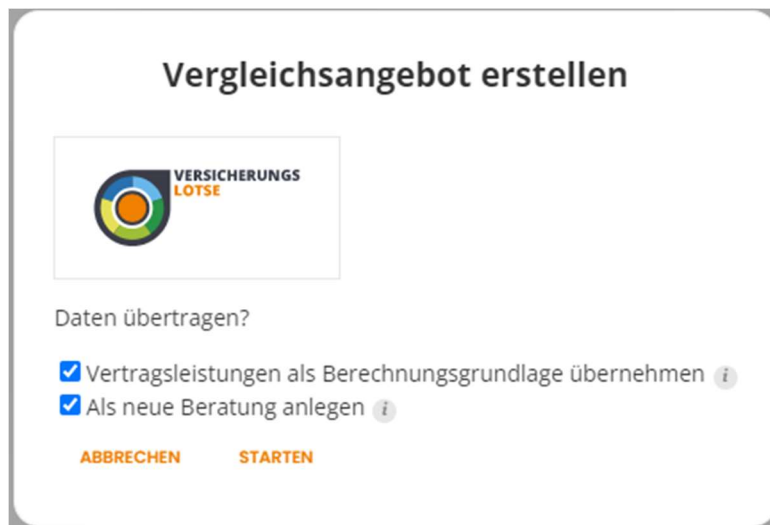 Vergleichsangebot erstellen
VERSICHERUNGS
LOTSE
Daten übertragen?
Vertragsleistungen als Berechnungsgrundlage übernehmen i
Als neue Beratung anlegen i
ABBRECHEN STARTEN